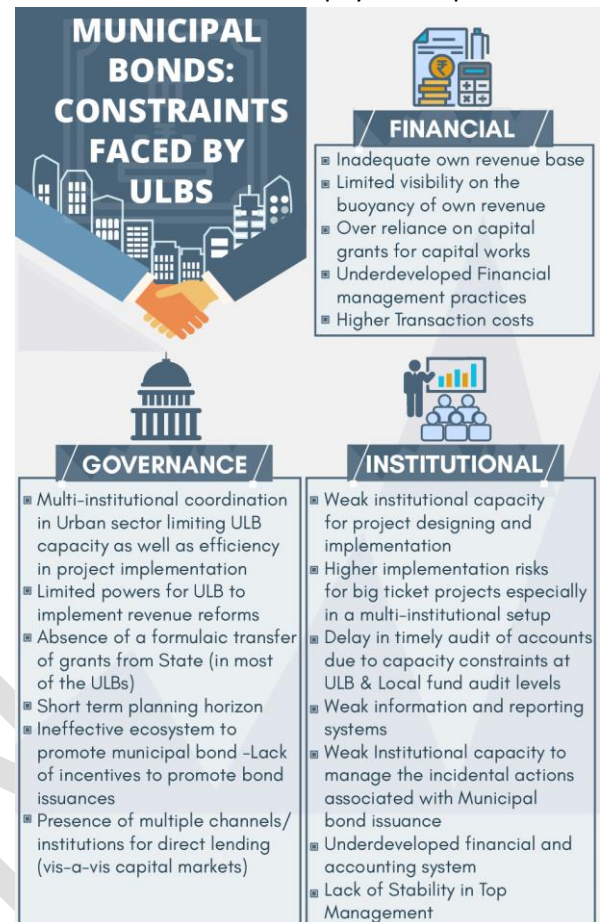 MUNICIPAL
BONDS:
CONSTRAINTS
FACED BY
ULBS
FINANCIAL
Inadequate own revenue base
Limited visibility on the
buoyancy of own revenue
Over reliance on capital
grants for capital works
Underdeveloped Financial
management practices
Higher Transaction costs
GOVERNANCE
Multi-institutional coordination
in Urban sector limiting ULB
capacity as well as efficiency
in project implementation
Limited powers for ULB to
implement revenue reforms
Absence of a formulaic transfer
of grants from State (in most
of the ULBs)
Short term planning horizon
Ineffective ecosystem to
promote municipal bond -Lack
of incentives to promote bond
issuances
Presence of multiple channels/
institutions for direct lending
(vis-a-vis capital markets)
INSTITUTIONAL
Weak institutional capacity
for project designing and
implementation
Higher implementation risks
for big ticket projects especially
in a multi-institutional setup
Delay in timely audit of accounts
due to capacity constraints at
ULB & Local fund audit levels
Weak information and reporting
systems
Weak Institutional capacity to
manage the incidental actions
associated with Municipal
bond issuance
Underdeveloped financial and
accounting system
Lack of Stability in Top
Management